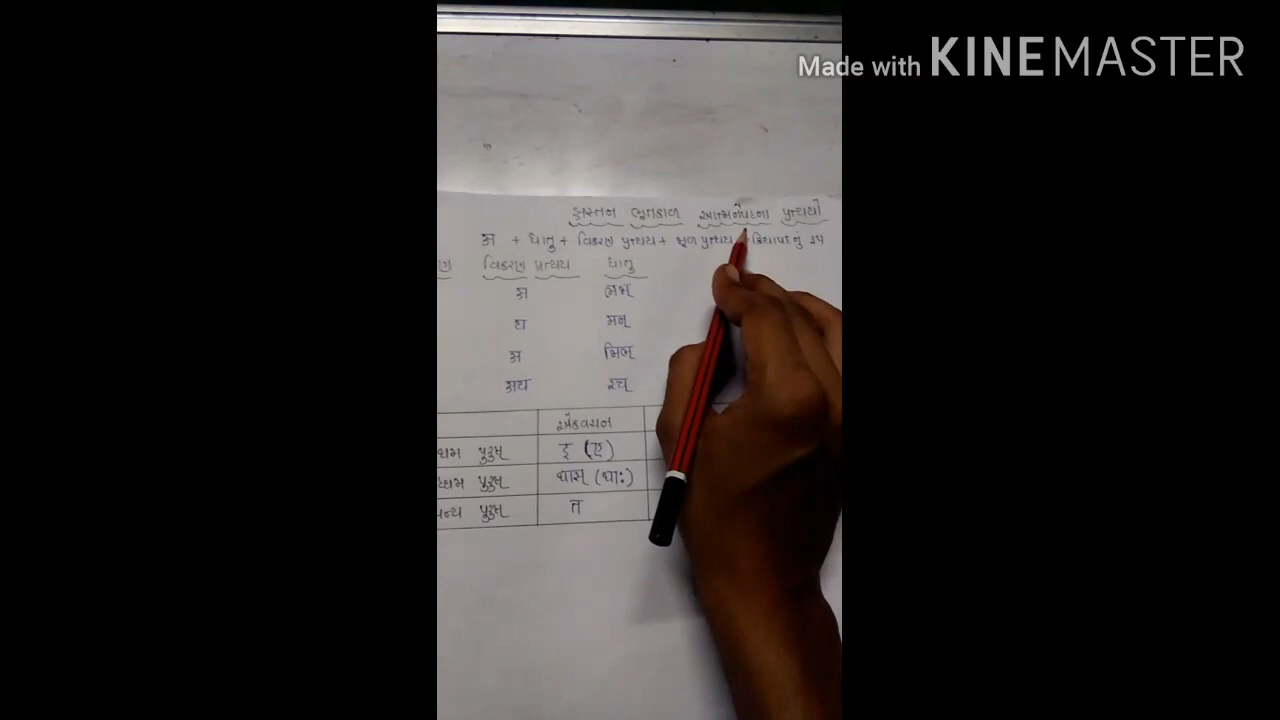 Made with KINEMASTER
હ્યસ્તન ભૂતકાળ આત્મનેપદના પ્રત્યયો
अ + ધાતુ + વિકરણ પ્રત્યય + મૂળ પ્રત્યય = ક્રિયાપદનું રૂપ
વિકરણ પ્રત્યય ધાતુ
अ लभ्
य मन्
अ
अय रच्
એકવચન
પુરુષ इ (ए)
પુરુષ थास् (थाः)
પુરુષ त